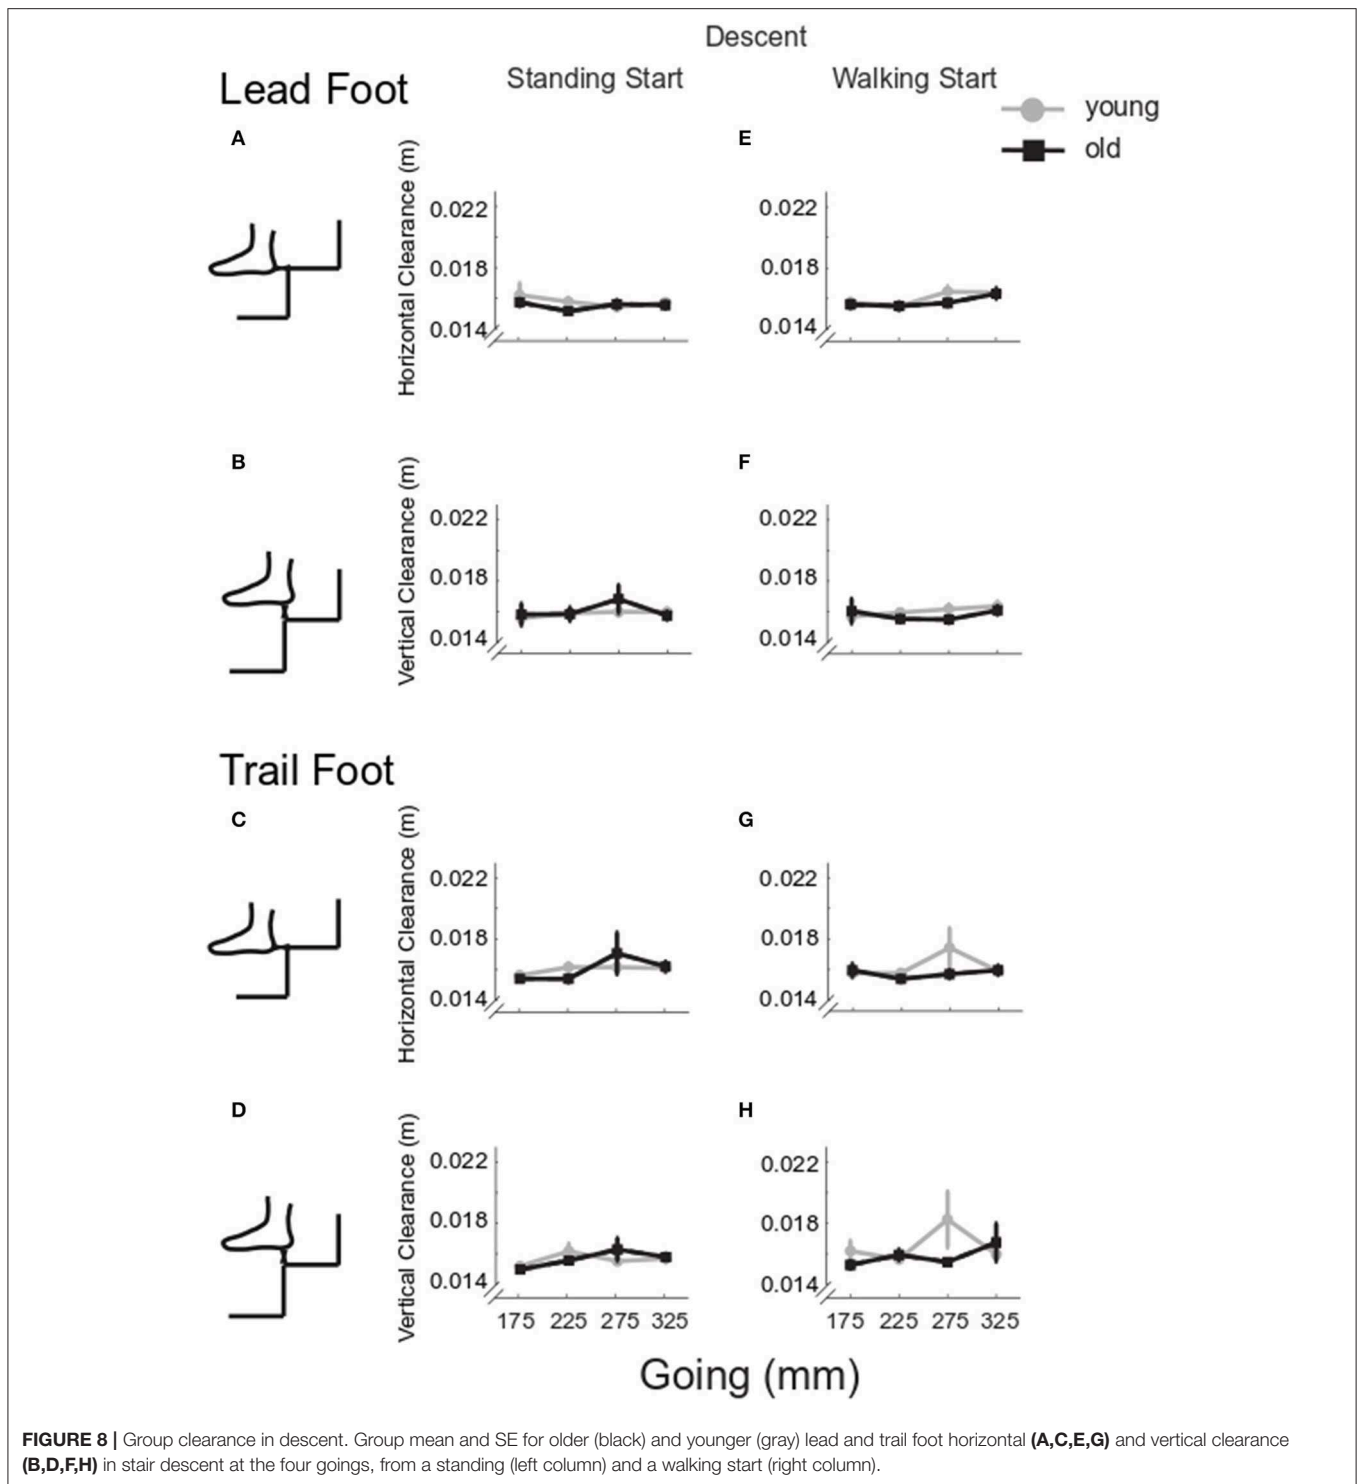 Descent
Standing Start
Walking Start
Lead Foot
young
old
A
Horizontal Clearance (m)
0.022
0.018
0.014
E
0.022
0.018
0.014
B
Vertical Clearance (m)
0.022
0.018
0.014
F
0.022
0.018
0.014
Trail Foot
C
Horizontal Clearance (m)
0.022
0.018
0.014
G
0.022
0.018
0.014
D
Vertical Clearance (m)
0.022
0.018
0.014
175 225 275 325
H
0.022
0.018
0.014
175 225 275 325
Going (mm)
FIGURE 8 | Group clearance in descent. Group mean and SE for older (black) and younger (gray) lead and trail foot horizontal (A,C,E,G) and vertical clearance
(B,D,F,H) in stair descent at the four goings, from a standing (left column) and a walking start (right column).